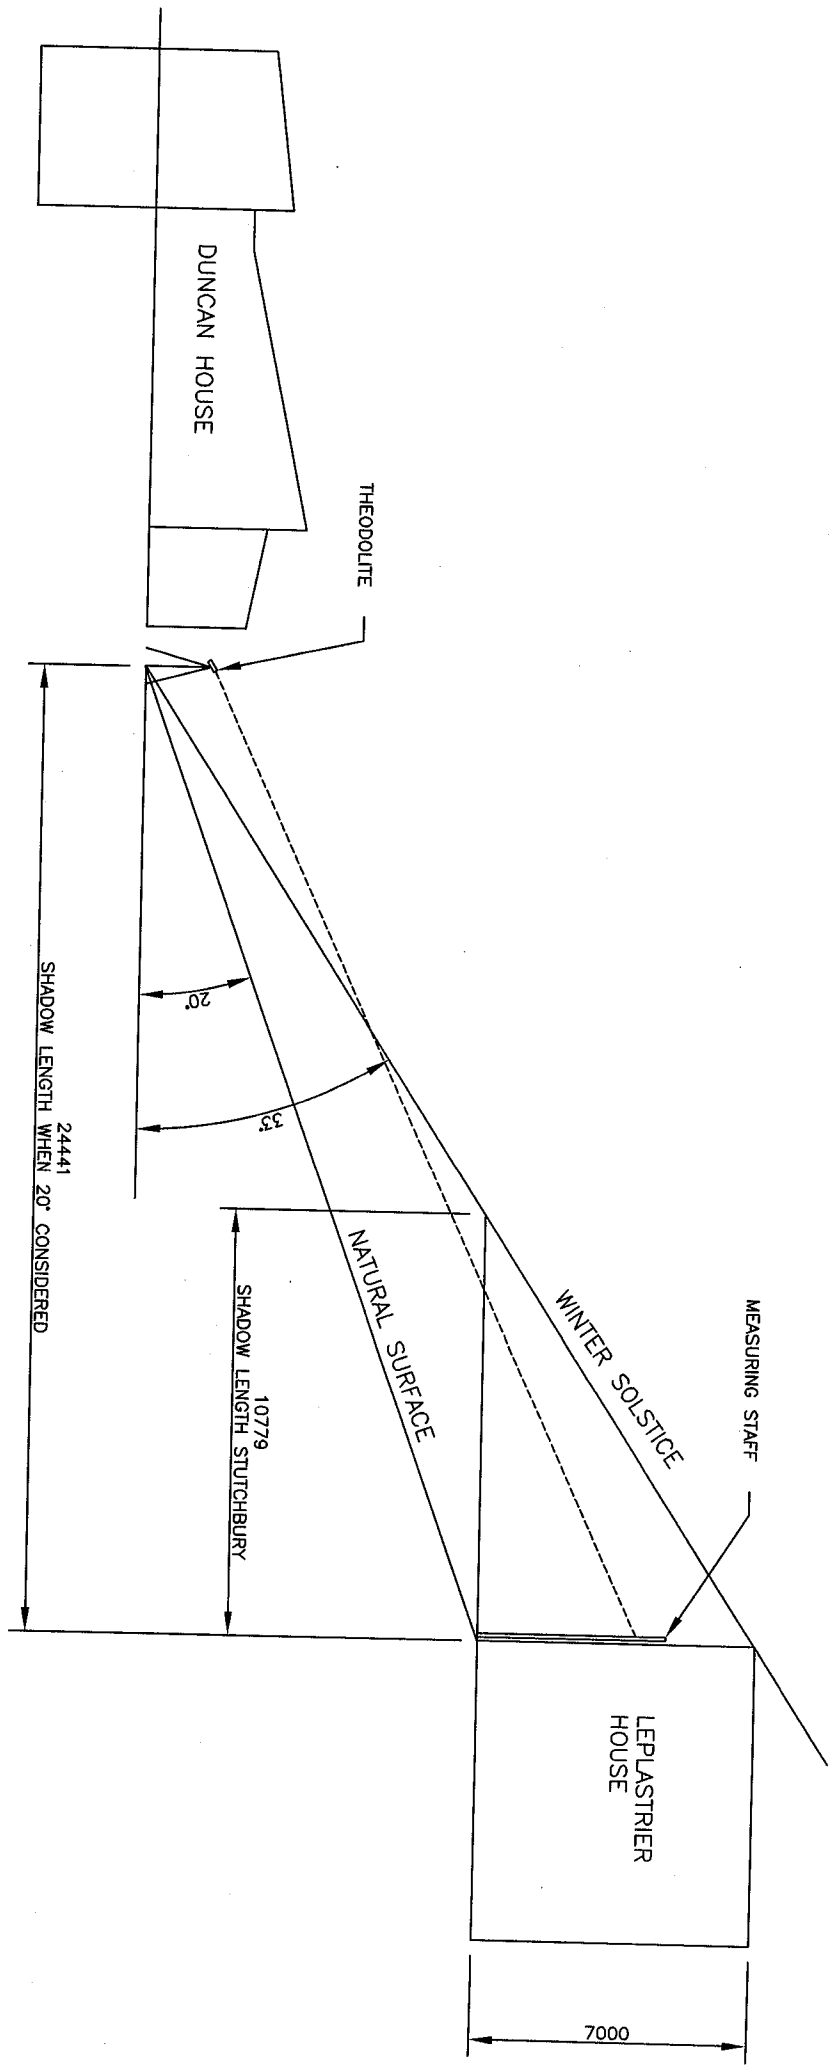 DUNCAN HOUSE
THEODOLITE
20°
33°
24441
SHADOW LENGTH WHEN 20° CONSIDERED
10779
SHADOW LENGTH STUTCHBURY
NATURAL SURFACE
WINTER SOLSTICE
MEASURING STAFF
LEPLASTRIER
HOUSE
7000